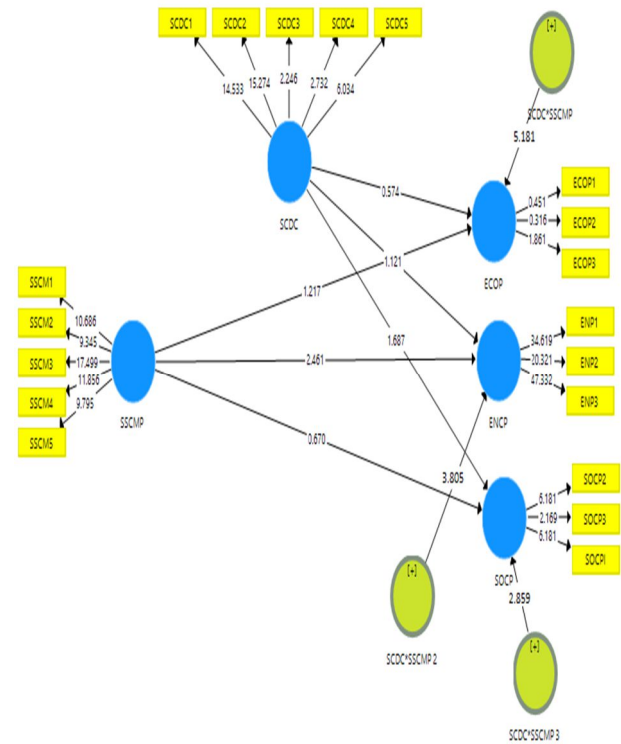 SCDC1 SCDC2 SCDC3 SCDC4 SCDC5
[+]
14.533 15.274 2.246 2.732 6.034
SCDC*SSCMP
5.181
SCDC
0.574
ECOP1
0.451
ECOP2
0.316
ECOP3
1.861
ECOP
1.121
1.217
SSCM1
10.686
SSCM2
9.345
SSCM3
17.499
SSCM4
11.856
SSCM5
9.795
SSCMP
1.687
2.461
0.670
ENP1
34.619
ENP2
20.321
ENP3
47.332
ENCP
3.805
SOCP2
6.181
SOCP3
2.169
SOCPI
6.181
SOCP
2.859
[+]
SCDC*SSCMP 2
[+]
SCDC*SSCMP 3